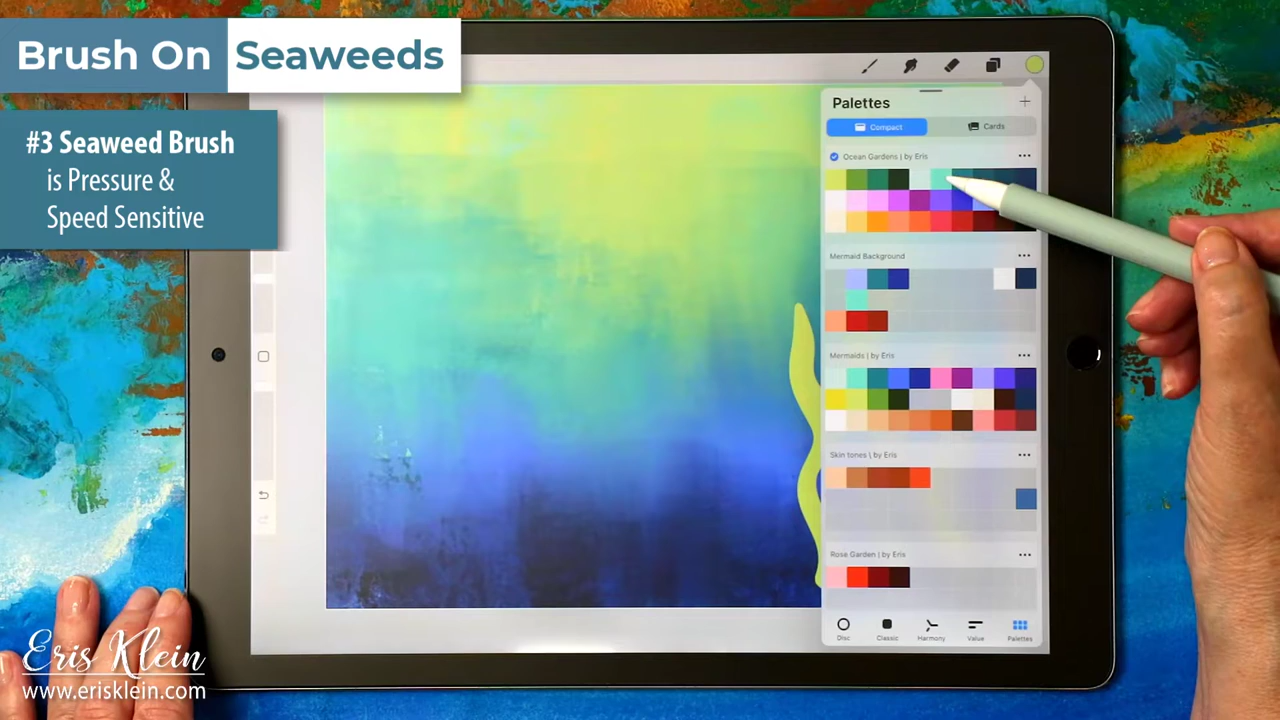 Brush On Seaweeds
#3 Seaweed Brush
is Pressure &
Speed Sensitive
Palettes
Compact
Cards
Ocean Gardens | by Eris
Mermaid Background
Mermaids | by Eris
Skin tones \ by Eris
Rose Garden | by Eris
Disc
Classic
Harmony
Value
Palettes
Eris Klein
www.erisklein.com